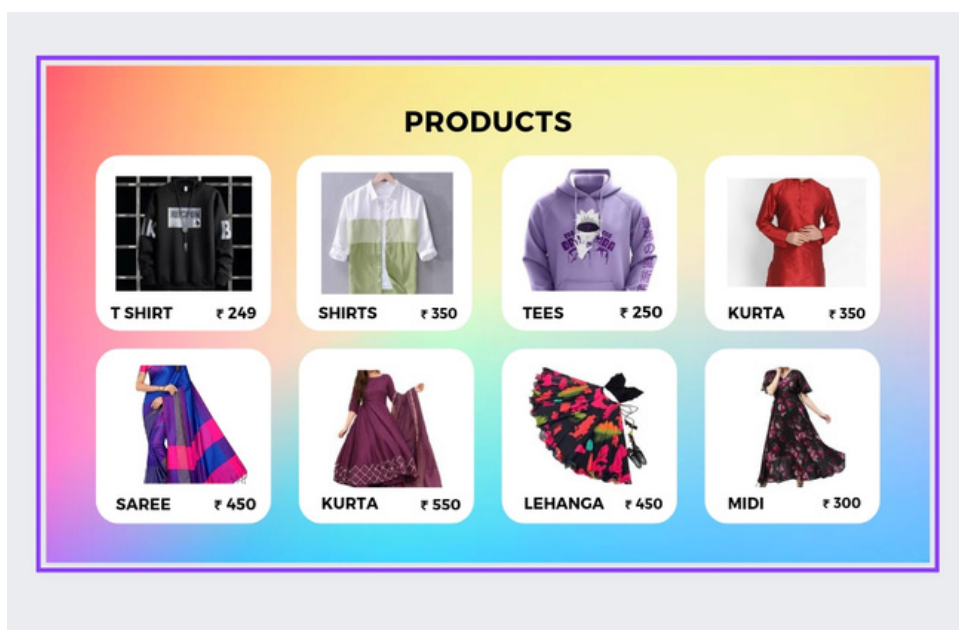 PRODUCTS
T SHIRT ₹ 249
SHIRTS ₹ 350
TEES ₹ 250
KURTA ₹ 350
SAREE ₹ 450
KURTA ₹ 550
LEHANGA ₹ 450
MIDI ₹ 300